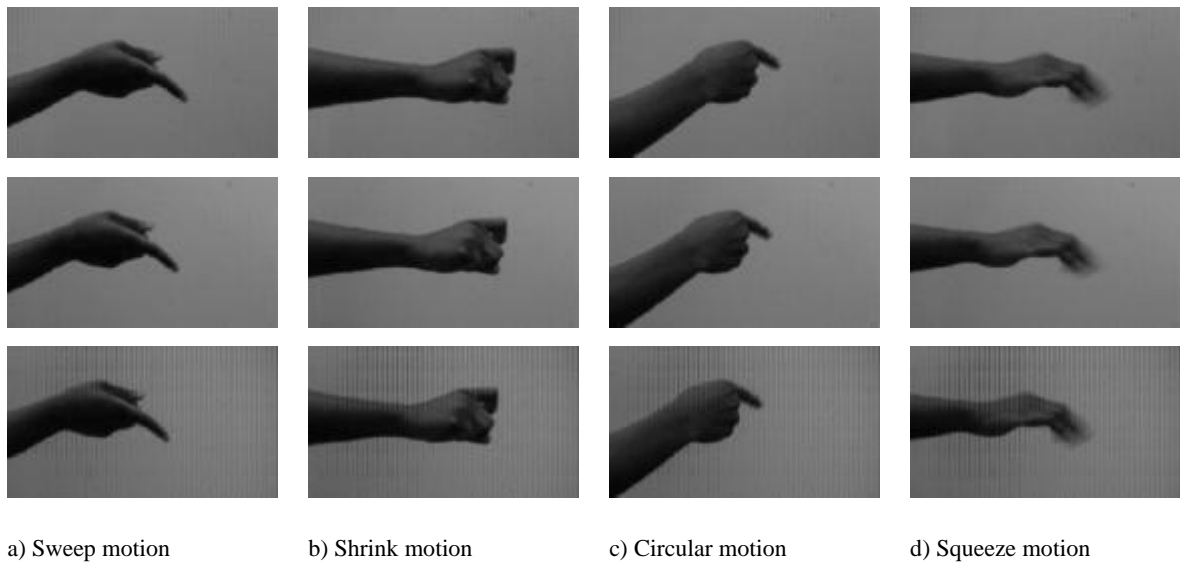 a) Sweep motion
b) Shrink motion
c) Circular motion
d) Squeeze motion